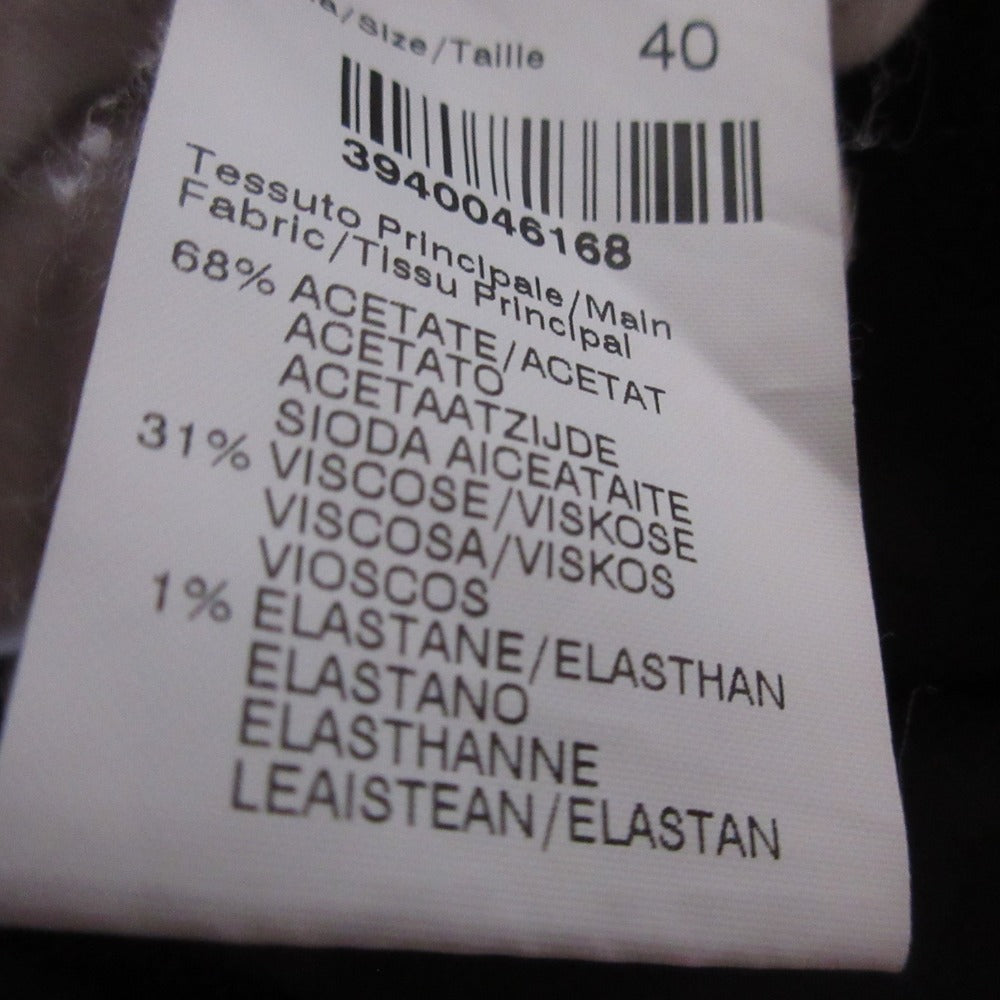 /Size/Taille 40
3940046168
Tessuto Principale/Main
Fabric/Tissu Principal
68% ACETATE/ACETAT
ACETATO
ACETAATZIJDE
SIODA AICEATAITE
31% VISCOSE/VISKOSE
VISCOSA/VISKOS
VIOSCOS
1% ELASTANE/ELASTHAN
ELASTANO
ELASTHANNE
LEAISTEAN/ELASTAN